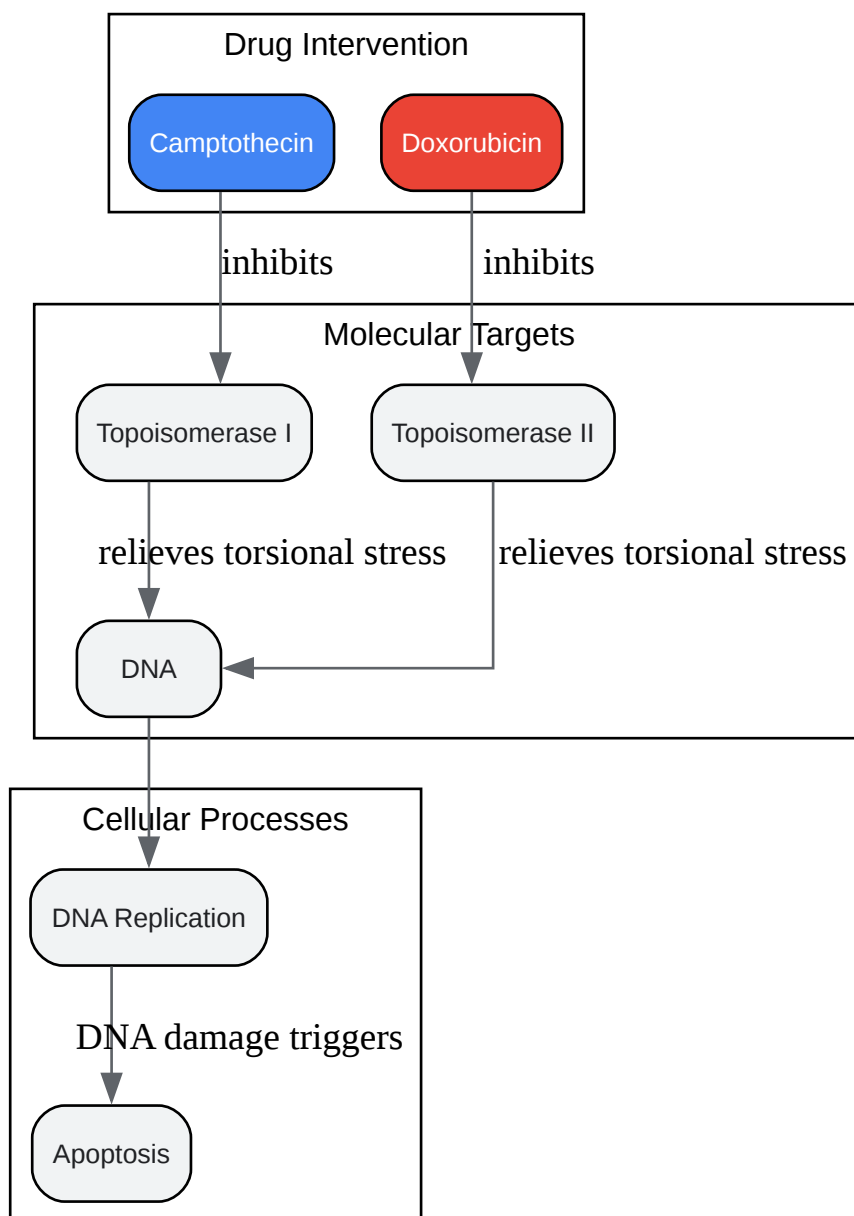 Drug Intervention
Camptothecin
Doxorubicin
inhibits
inhibits
Molecular Targets
Topoisomerase I
Topoisomerase II
relieves torsional stress
relieves torsional stress
DNA
Cellular Processes
DNA Replication
DNA damage triggers
Apoptosis